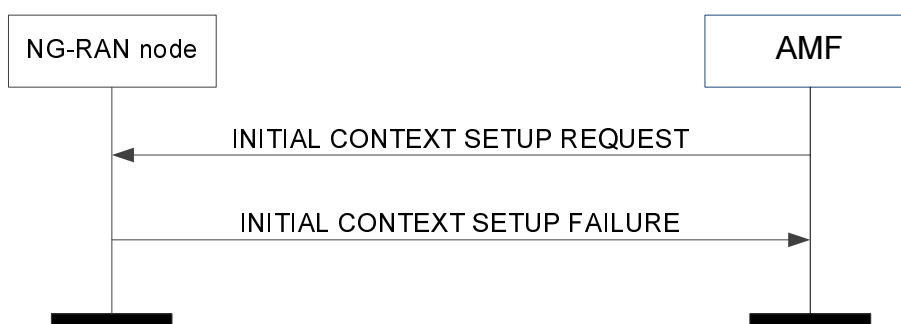 NG-RAN node
AMF
INITIAL CONTEXT SETUP REQUEST
INITIAL CONTEXT SETUP FAILURE